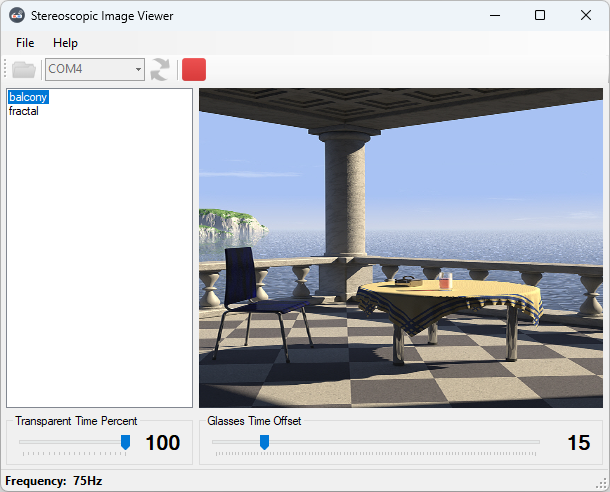 Stereoscopic Image Viewer
File Help
COM4
balcony
fractal
Transparent Time Percent
100
Glasses Time Offset
15
Frequency: 75Hz